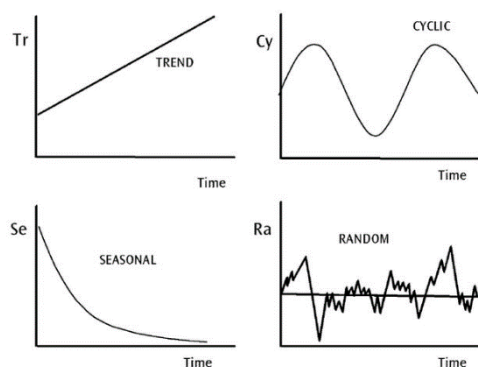 Tr
TREND
Time
Cy
CYCLIC
Time
Se
SEASONAL
Time
Ra
RANDOM
Time